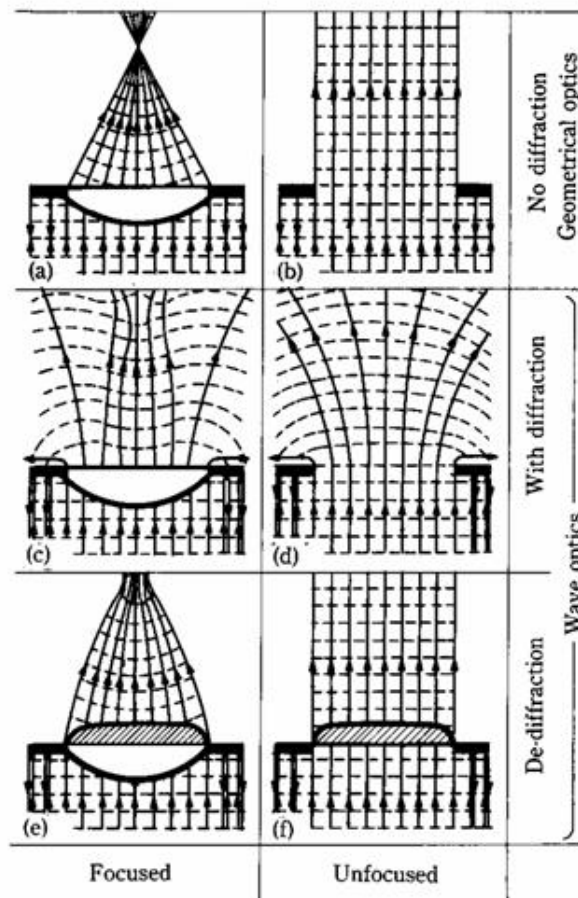 (a)
(b)
No diffraction
Geometrical optics
(c)
(d)
With diffraction
(e)
(f)
De-diffraction
Wave optics
Focused
Unfocused